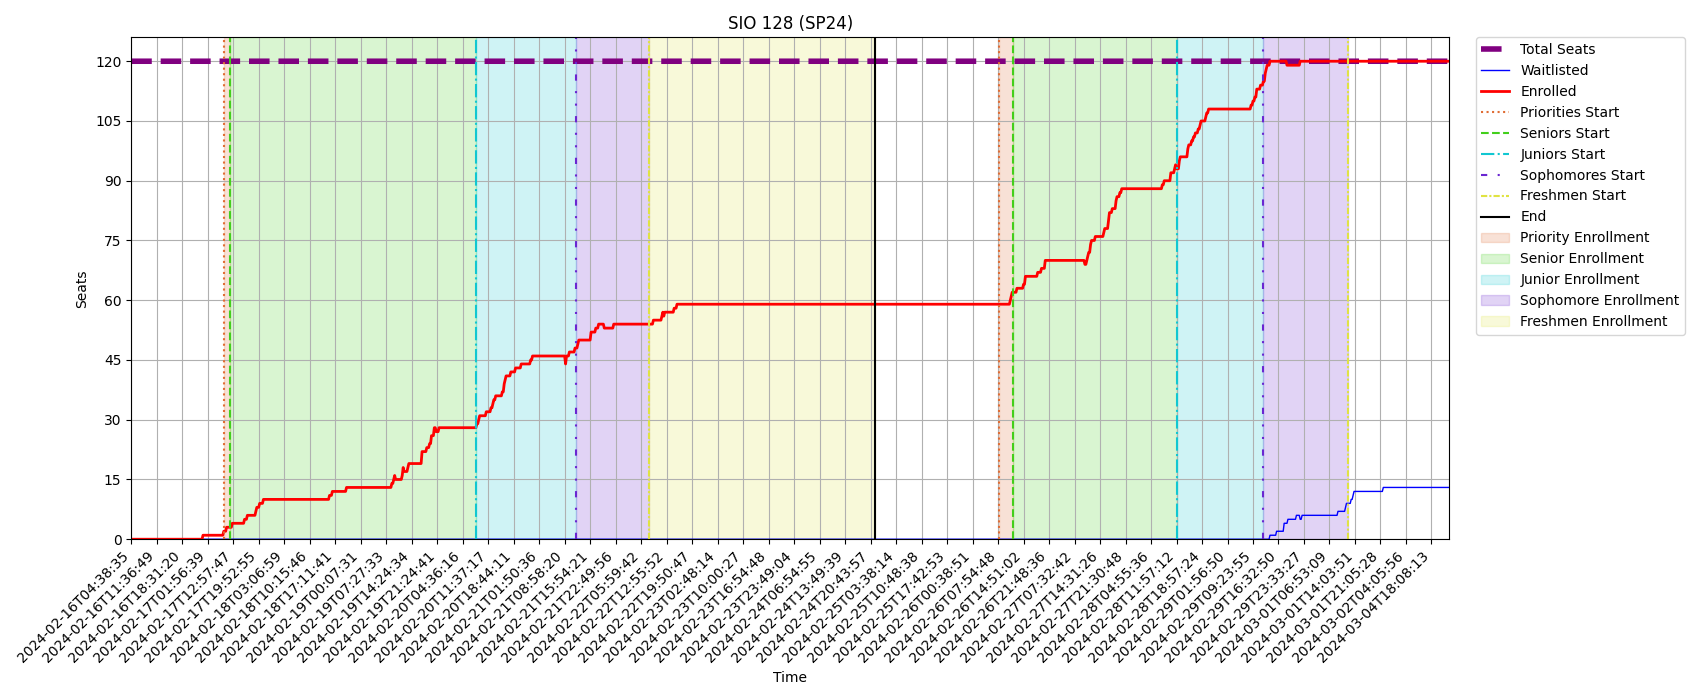 SIO 128 (SP24)
Seats
120
105
90
75
60
45
30
15
0
2024-02-16T04:38:35
2024-02-16T11:36:49
2024-02-16T18:31:20
2024-02-17T01:56:39
2024-02-17T12:57:47
2024-02-17T19:52:55
2024-02-18T03:06:59
2024-02-18T10:15:46
2024-02-18T17:11:41
2024-02-19T00:07:31
2024-02-19T07:27:33
2024-02-19T14:24:34
2024-02-19T21:24:41
2024-02-20T04:36:16
2024-02-20T11:37:17
2024-02-20T18:44:11
2024-02-21T01:50:36
2024-02-21T08:58:20
2024-02-21T15:54:21
2024-02-21T22:49:56
2024-02-22T05:59:42
2024-02-22T12:55:52
2024-02-22T19:50:47
2024-02-23T02:48:14
2024-02-23T10:00:27
2024-02-23T16:54:48
2024-02-23T23:49:04
2024-02-24T06:54:55
2024-02-24T13:49:39
2024-02-24T20:43:57
2024-02-25T03:38:14
2024-02-25T10:48:38
2024-02-25T17:42:53
2024-02-26T00:38:51
2024-02-26T07:54:48
2024-02-26T14:51:02
2024-02-26T21:48:36
2024-02-27T07:32:42
2024-02-27T14:31:26
2024-02-27T21:30:48
2024-02-28T04:55:36
2024-02-28T11:57:12
2024-02-28T18:57:24
2024-02-29T01:56:50
2024-02-29T09:23:55
2024-02-29T16:32:50
2024-02-29T23:33:27
2024-03-01T06:53:09
2024-03-01T14:03:51
2024-03-01T21:05:28
2024-03-02T04:05:56
2024-03-04T18:08:13
Time
Total Seats
Waitlisted
Enrolled
Priorities Start
Seniors Start
Juniors Start
Sophomores Start
Freshmen Start
End
Priority Enrollment
Senior Enrollment
Junior Enrollment
Sophomore Enrollment
Freshmen Enrollment